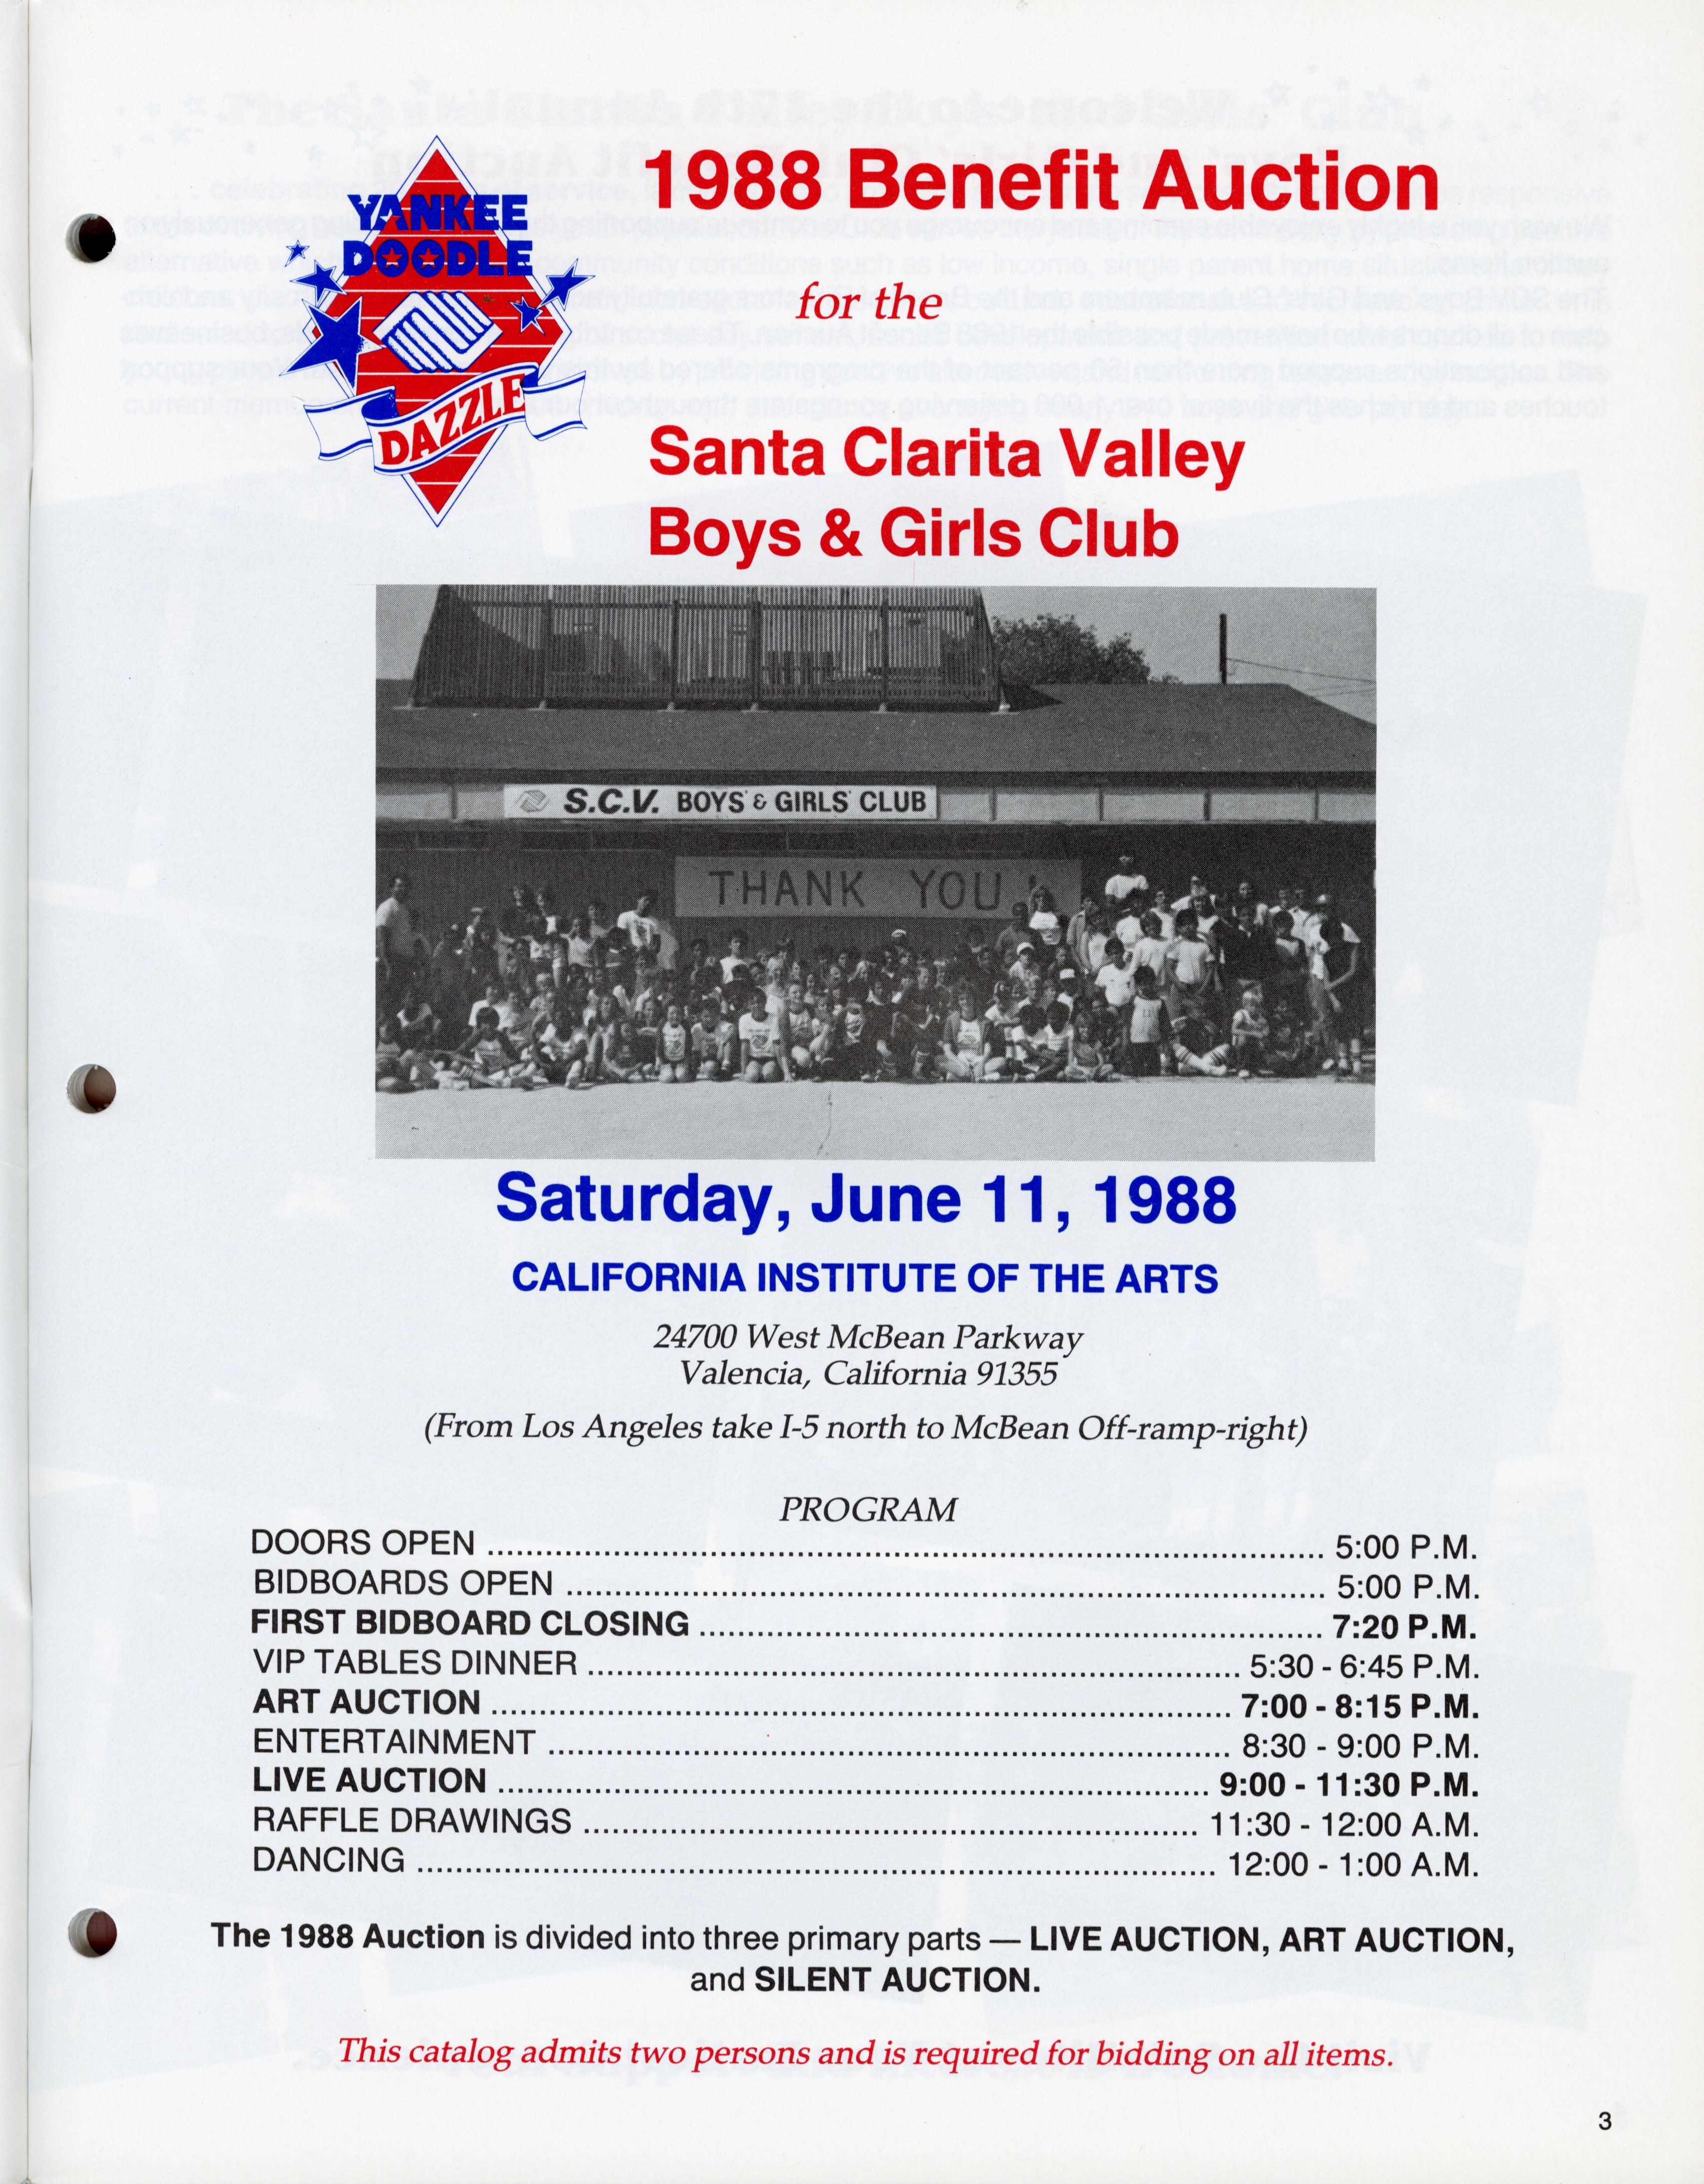 YANKEE
DOODLE
DAZZLE
1988 Benefit Auction
for the
Santa Clarita Valley
Boys & Girls Club
S.C.V. BOYS' & GIRLS' CLUB
THANK YOU
Saturday, June 11, 1988
CALIFORNIA INSTITUTE OF THE ARTS
24700 West McBean Parkway
Valencia, California 91355
(From Los Angeles take I-5 north to McBean Off-ramp-right)
PROGRAM
DOORS OPEN ........ 5:00 P.M.
BIDBOARDS OPEN ........ 5:00 P.M.
FIRST BIDBOARD CLOSING ........ 7:20 P.M.
VIP TABLES DINNER ........ 5:30 - 6:45 P.M.
ART AUCTION ........ 7:00 - 8:15 P.M.
ENTERTAINMENT ........ 8:30 - 9:00 P.M.
LIVE AUCTION ........ 9:00 - 11:30 P.M.
RAFFLE DRAWINGS ........ 11:30 - 12:00 A.M.
DANCING ........ 12:00 - 1:00 A.M.
The 1988 Auction is divided into three primary parts — LIVE AUCTION, ART AUCTION,
and SILENT AUCTION.
This catalog admits two persons and is required for bidding on all items.
3